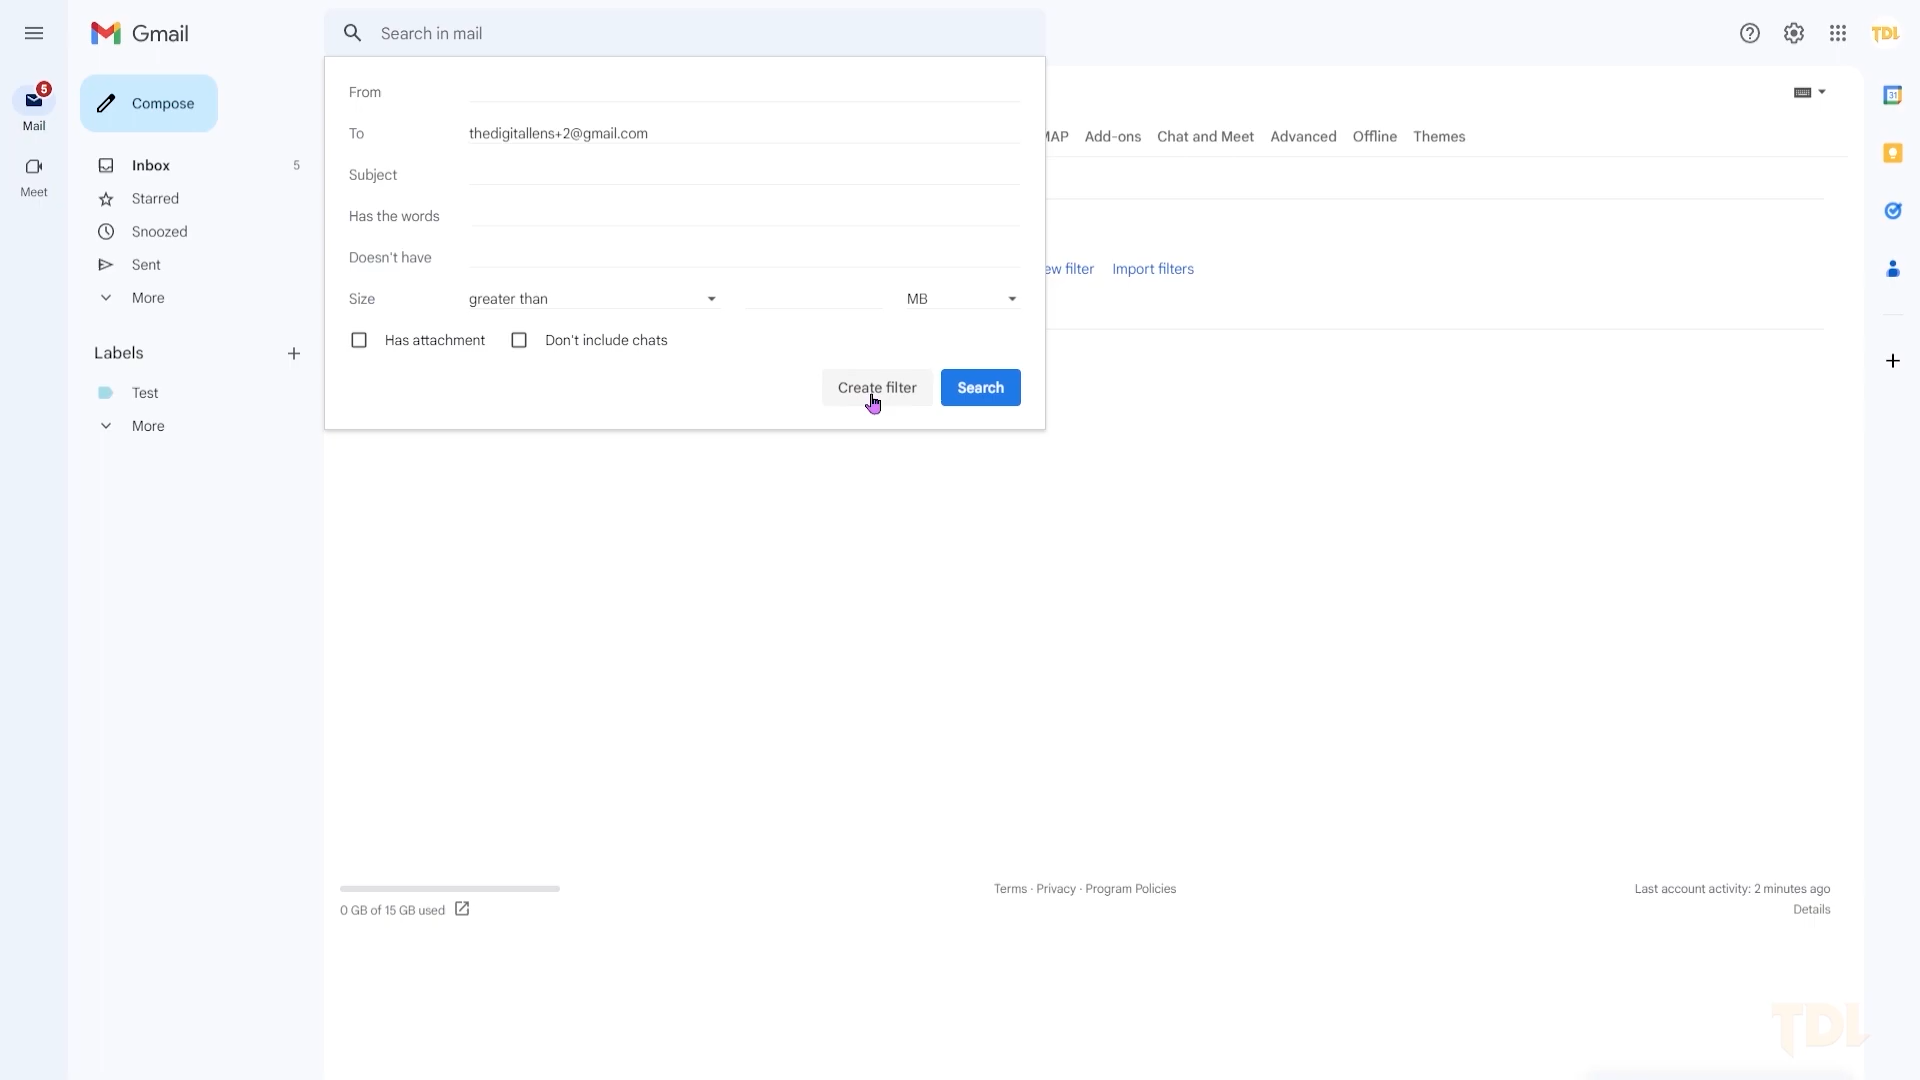 Gmail
Search in mail
TDL
5
Mail
Meet
Compose
Inbox 5
Starred
Snoozed
Sent
More
Labels
Test
More
From
To thedigitallens+2@gmail.com
Subject
Has the words
Doesn't have
Size greater than MB
Has attachment Don't include chats
Create filter Search
MAP Add-ons Chat and Meet Advanced Offline Themes
ew filter Import filters
31
0 GB of 15 GB used
Terms · Privacy · Program Policies
Last account activity: 2 minutes ago
Details
TDL